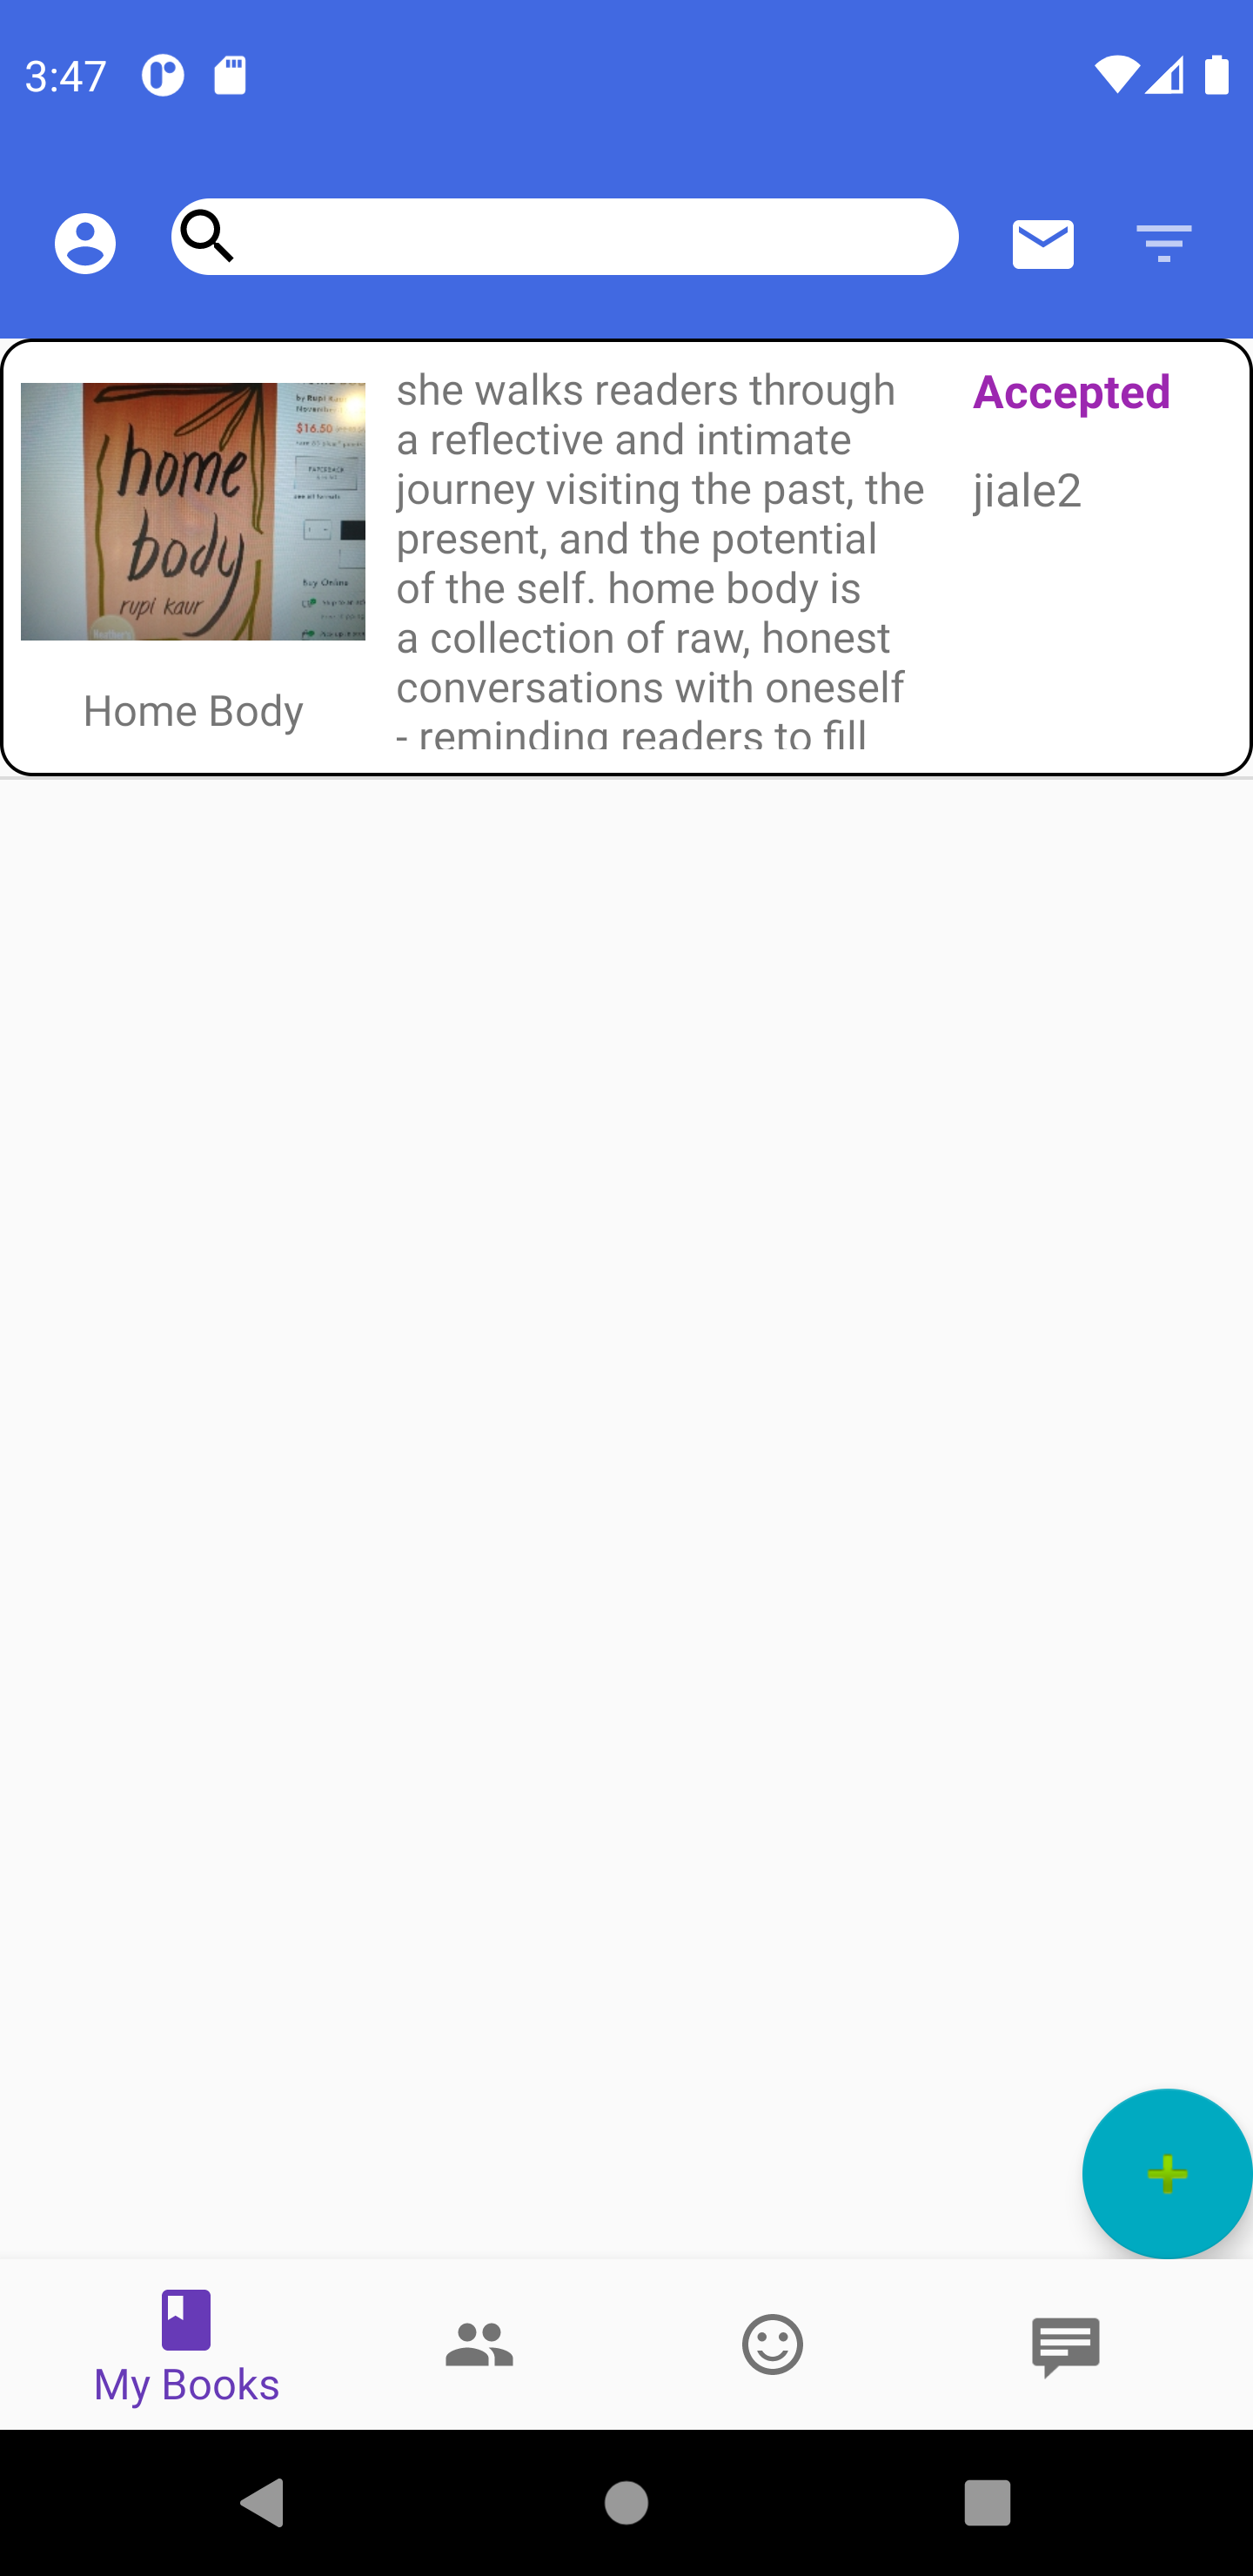 3:47
by Rupi Kaur
$16.50
home
body
rupi kaur
Buy Online
Home Body
she walks readers through
a reflective and intimate
journey visiting the past, the
present, and the potential
of the self. home body is
a collection of raw, honest
conversations with oneself
- reminding readers to fill
Accepted
jiale2
My Books